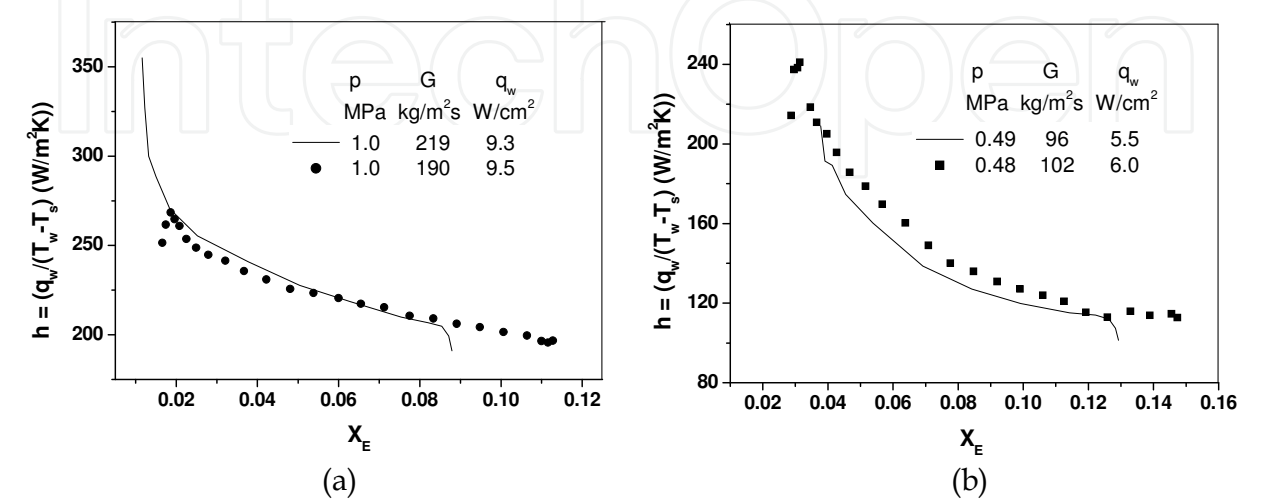 IntechOpen
p G q_w
MPa kg/m²s W/cm²
1.0 219 9.3
1.0 190 9.5
h = (q_w/(T_w-T_s) (W/m²K))
350
300
250
200
0.02 0.04 0.06 0.08 0.10 0.12
X_E
(a)
p G q_w
MPa kg/m²s W/cm²
0.49 96 5.5
0.48 102 6.0
h = (q_w/(T_w-T_s) (W/m²K))
240
200
160
120
80
0.02 0.04 0.06 0.08 0.10 0.12 0.14 0.16
X_E
(b)